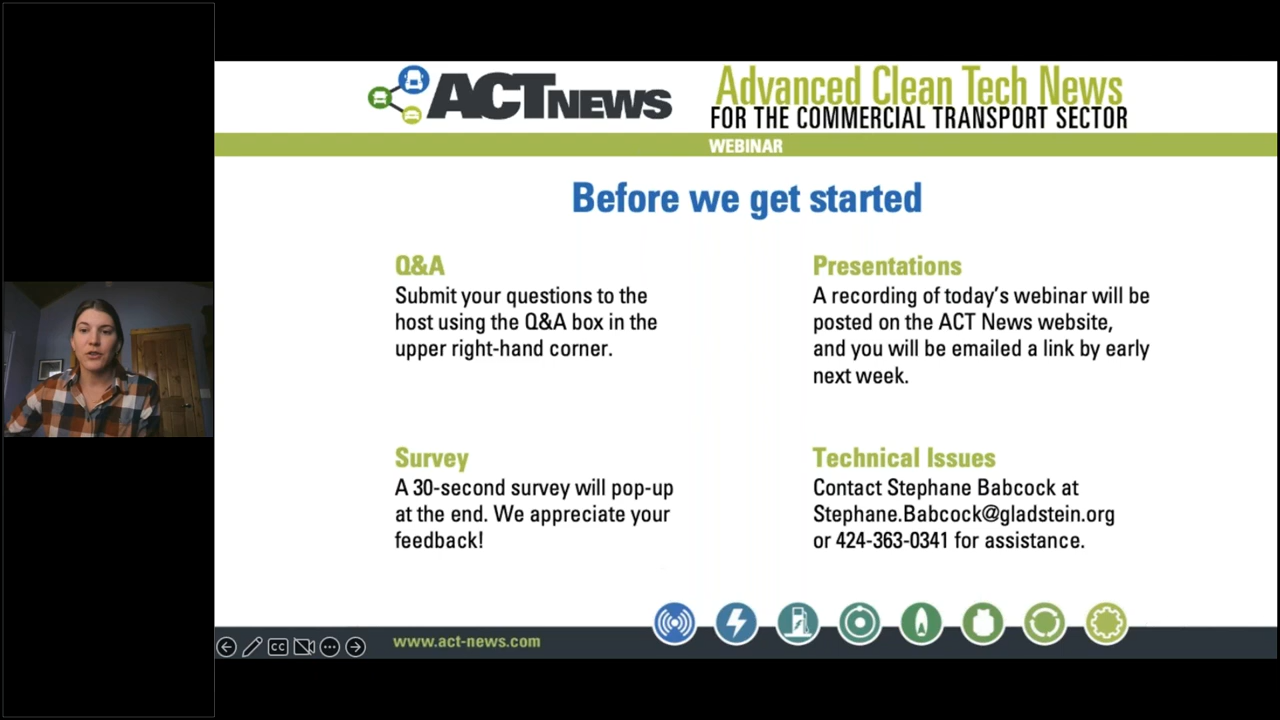 ACT NEWS
Advanced Clean Tech News
FOR THE COMMERCIAL TRANSPORT SECTOR
WEBINAR
Before we get started
Q&A
Submit your questions to the
host using the Q&A box in the
upper right-hand corner.
Presentations
A recording of today's webinar will be
posted on the ACT News website,
and you will be emailed a link by early
next week.
Survey
A 30-second survey will pop-up
at the end. We appreciate your
feedback!
Technical Issues
Contact Stephane Babcock at
Stephane.Babcock@gladstein.org
or 424-363-0341 for assistance.
CC
www.act-news.com